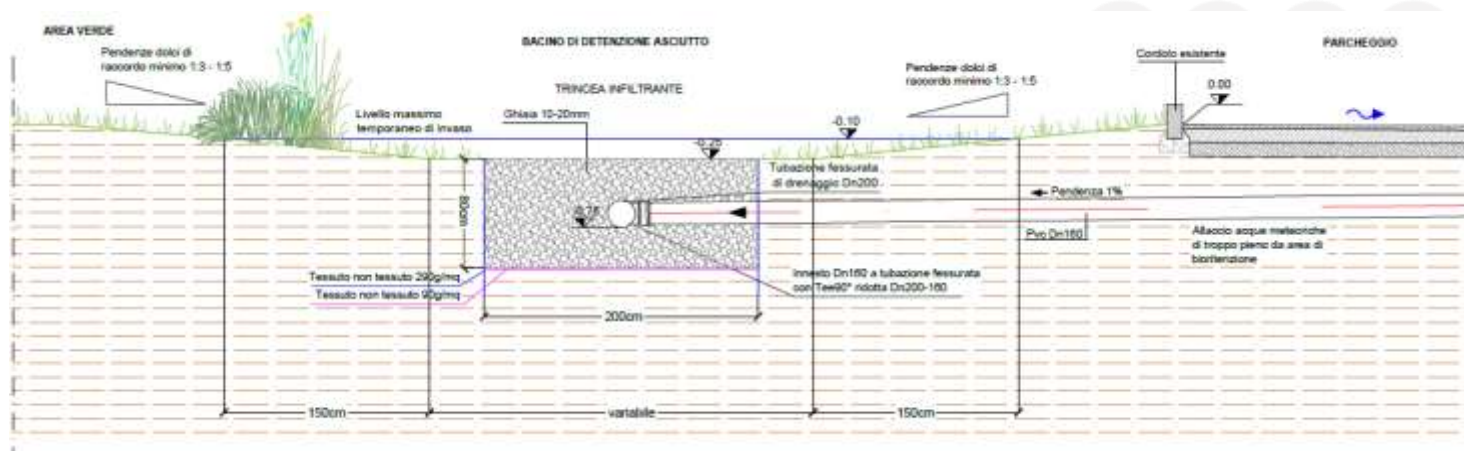 AREA VERDE
Pendenze dolci di
raccordo minimo 1:3 - 1:5
BACINO DI DETENZIONE ASCIUTTO
TRINCEA INFILTRANTE
Livello massimo
temporaneo di invaso
Ghiaia 10-20mm
-0.10
-0.25
Pendenze dolci di
raccordo minimo 1:3 - 1:5
Cordolo esistente
0.00
PARCHEGGIO
Tubazione fessurata
di drenaggio Dn200
80cm
Pendenza 1%
Pvc Dn160
Allaccio acque meteoriche
di troppo pieno da area di
bioritenzione
Tessuto non tessuto 290g/mq
Tessuto non tessuto 90g/mq
Innesto Dn160 a tubazione fessurata
con Tee90° ridotta Dn200-160
200cm
150cm
variabile
150cm